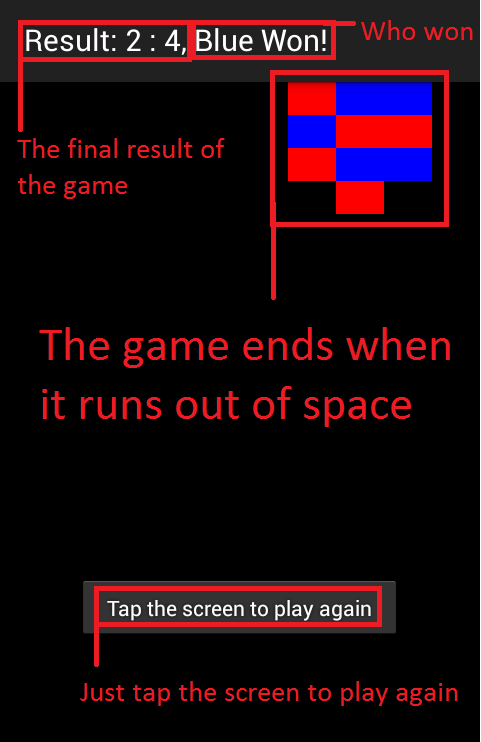 Result: 2 : 4, Blue Won!
Who won
The final result of
the game
The game ends when
it runs out of space
Tap the screen to play again
Just tap the screen to play again